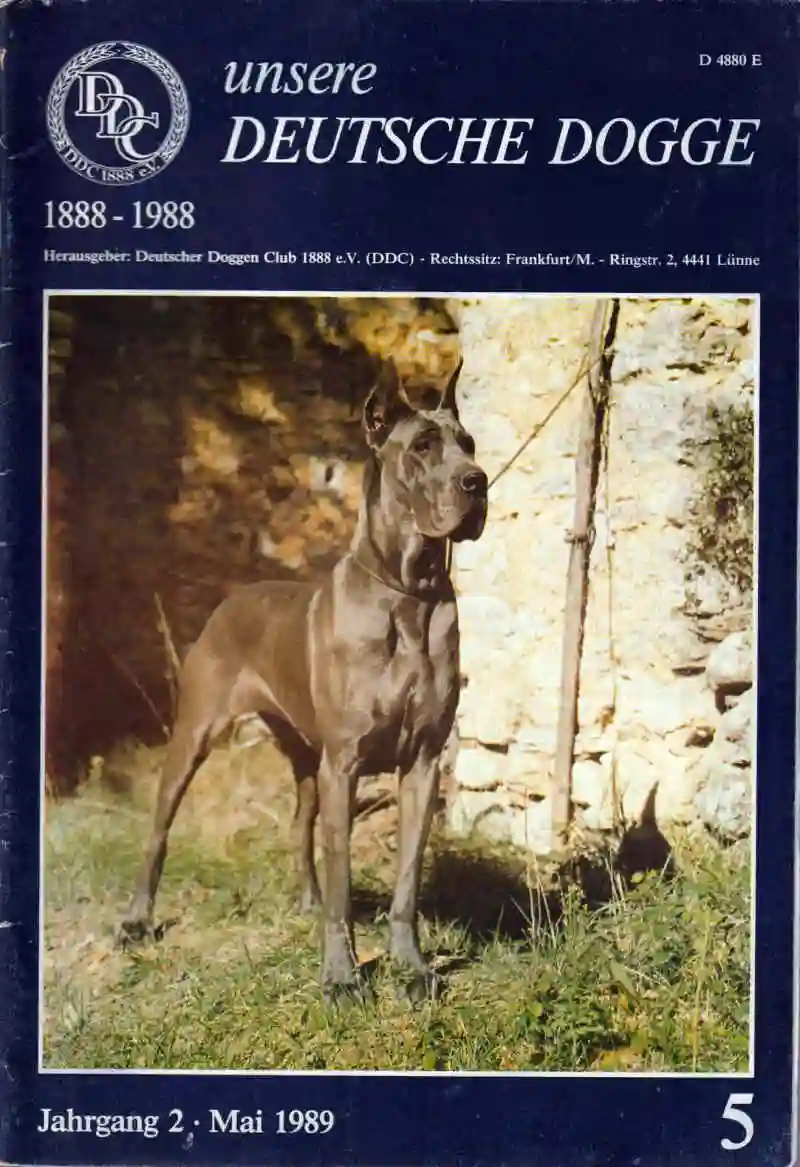 DDC
DDC 1888 e.V.
unsere
D 4880 E
DEUTSCHE DOGGE
1888 - 1988
Herausgeber: Deutscher Doggen Club 1888 e.V. (DDC) - Rechtssitz: Frankfurt/M. - Ringstr. 2, 4441 Lünne
Jahrgang 2 · Mai 1989
5